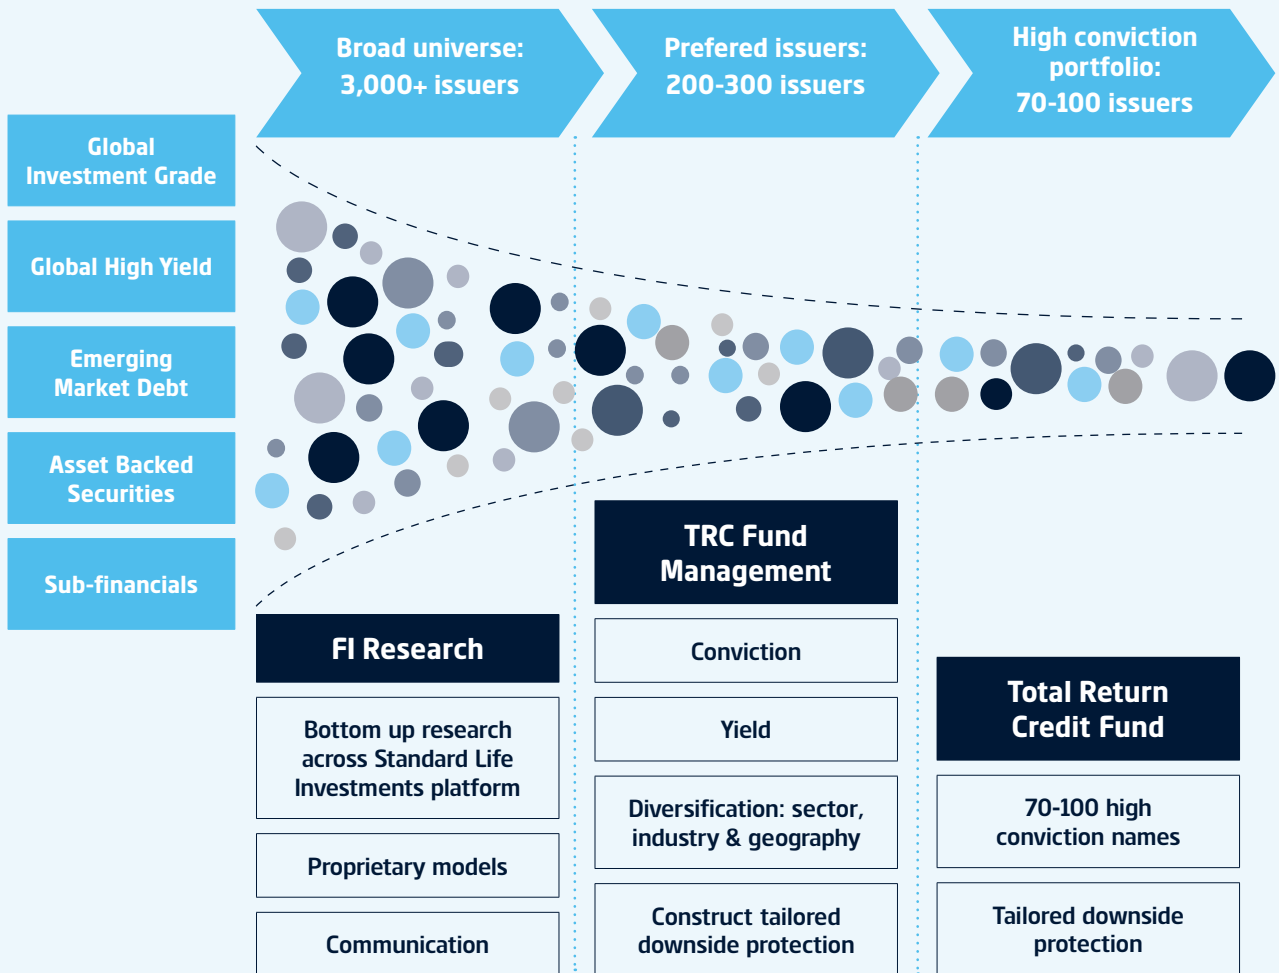 Broad universe:
3,000+ issuers
Prefered issuers:
200-300 issuers
High conviction
portfolio:
70-100 issuers
Global
Investment Grade
Global High Yield
Emerging
Market Debt
Asset Backed
Securities
Sub-financials
FI Research
Bottom up research
across Standard Life
Investments platform
Proprietary models
Communication
TRC Fund
Management
Conviction
Yield
Diversification: sector,
industry & geography
Construct tailored
downside protection
Total Return
Credit Fund
70-100 high
conviction names
Tailored downside
protection